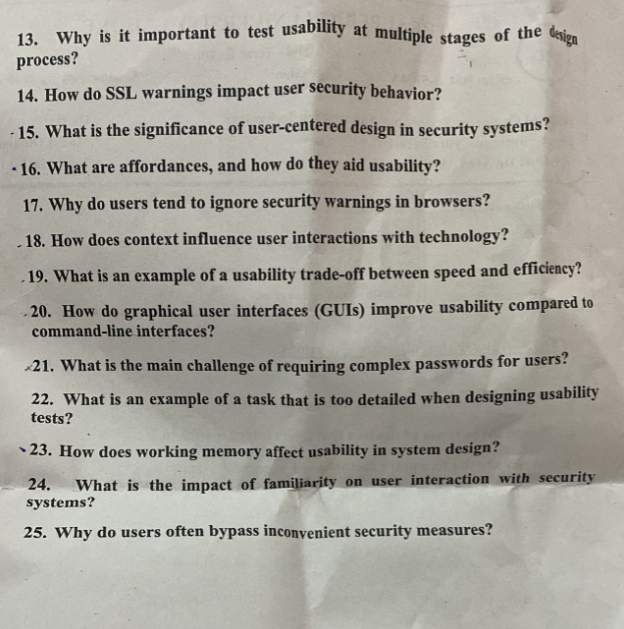 13. Why is it important to test usability at multiple stages of the design
process?
14. How do SSL warnings impact user security behavior?
15. What is the significance of user-centered design in security systems?
16. What are affordances, and how do they aid usability?
17. Why do users tend to ignore security warnings in browsers?
18. How does context influence user interactions with technology?
19. What is an example of a usability trade-off between speed and efficiency?
20. How do graphical user interfaces (GUIs) improve usability compared to
command-line interfaces?
21. What is the main challenge of requiring complex passwords for users?
22. What is an example of a task that is too detailed when designing usability
tests?
23. How does working memory affect usability in system design?
24. What is the impact of familiarity on user interaction with security
systems?
25. Why do users often bypass inconvenient security measures?